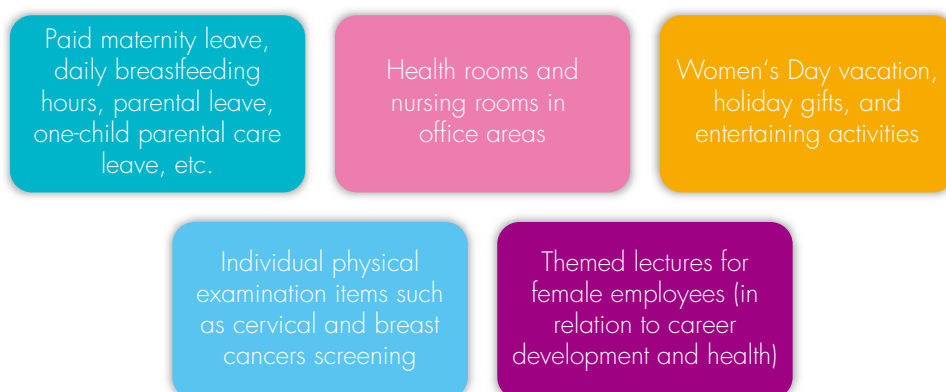 Paid maternity leave,
daily breastfeeding
hours, parental leave,
one-child parental care
leave, etc.
Health rooms and
nursing rooms in
office areas
Women's Day vacation,
holiday gifts, and
entertaining activities
Individual physical
examination items such
as cervical and breast
cancers screening
Themed lectures for
female employees (in
relation to career
development and health)